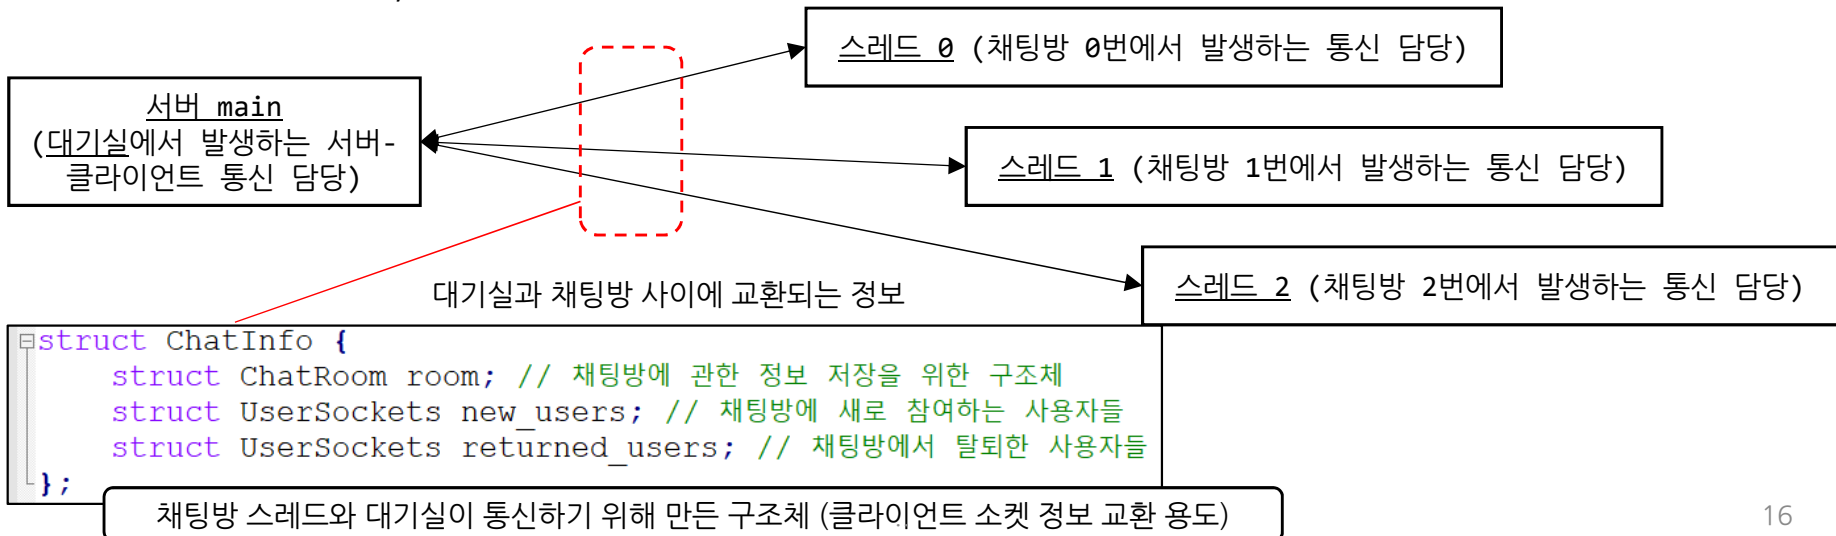 스레드 0 (채팅방 0번에서 발생하는 통신 담당)
서버 main
(대기실에서 발생하는 서버-
클라이언트 통신 담당)
스레드 1 (채팅방 1번에서 발생하는 통신 담당)
스레드 2 (채팅방 2번에서 발생하는 통신 담당)
대기실과 채팅방 사이에 교환되는 정보
struct ChatInfo {
struct ChatRoom room; // 채팅방에 관한 정보 저장을 위한 구조체
struct UserSockets new_users; // 채팅방에 새로 참여하는 사용자들
struct UserSockets returned_users; // 채팅방에서 탈퇴한 사용자들
};
채팅방 스레드와 대기실이 통신하기 위해 만든 구조체 (클라이언트 소켓 정보 교환 용도)
16